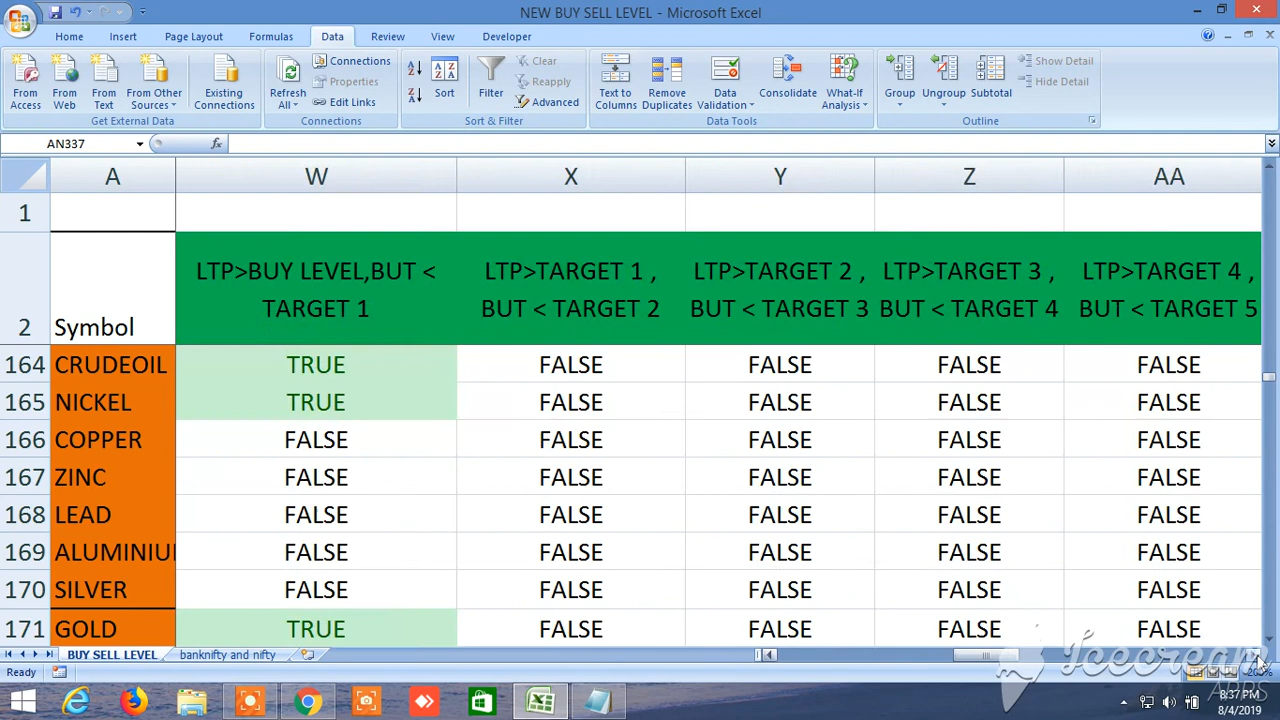 NEW BUY SELL LEVEL - Microsoft Excel
Home Insert Page Layout Formulas Data Review View Developer
From Access
From Web
From Text
From Other Sources
Existing Connections
Get External Data
Refresh All
Connections
Properties
Edit Links
Connections
Sort
Filter
Clear
Reapply
Advanced
Sort & Filter
Text to Columns
Remove Duplicates
Data Validation
Consolidate
What-If Analysis
Data Tools
Group
Ungroup
Subtotal
Show Detail
Hide Detail
Outline
AN337 fx
A W X Y Z AA
1
2 Symbol
LTP>BUY LEVEL,BUT <
TARGET 1
LTP>TARGET 1 ,
BUT < TARGET 2
LTP>TARGET 2 ,
BUT < TARGET 3
LTP>TARGET 3 ,
BUT < TARGET 4
LTP>TARGET 4 ,
BUT < TARGET 5
164 CRUDEOIL TRUE FALSE FALSE FALSE FALSE
165 NICKEL TRUE FALSE FALSE FALSE FALSE
166 COPPER FALSE FALSE FALSE FALSE FALSE
167 ZINC FALSE FALSE FALSE FALSE FALSE
168 LEAD FALSE FALSE FALSE FALSE FALSE
169 ALUMINIU FALSE FALSE FALSE FALSE FALSE
170 SILVER FALSE FALSE FALSE FALSE FALSE
171 GOLD TRUE FALSE FALSE FALSE FALSE
BUY SELL LEVEL banknifty and nifty
Ready
Icecream
APPS
8:37 PM
8/4/2019